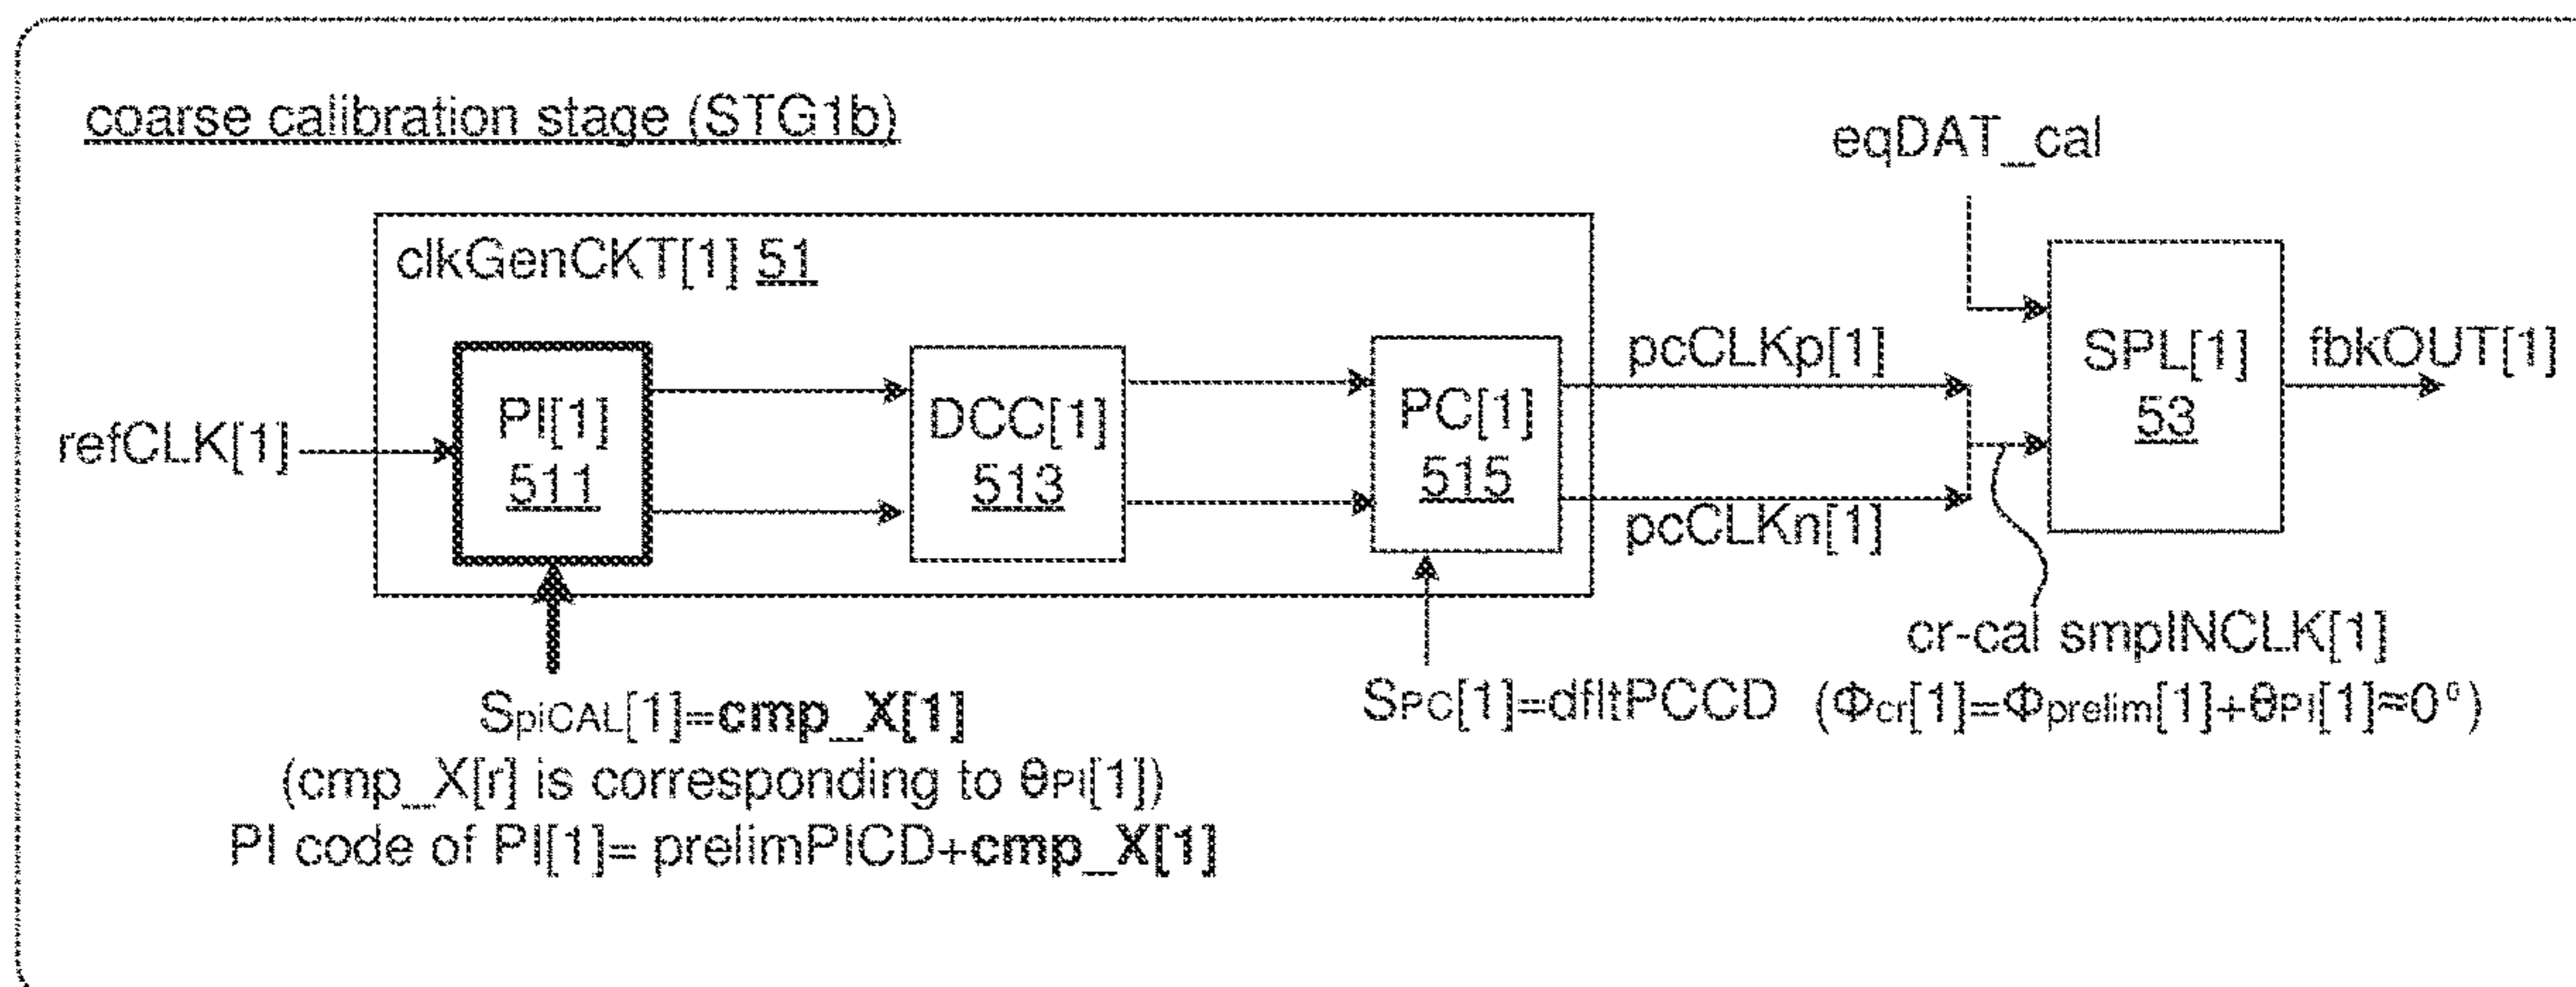 coarse calibration stage (STG1b)
eqDAT_cal
clkGenCKT[1] 51
refCLK[1]
PI[1]
511
DCC[1]
513
PC[1]
515
pcCLKp[1]
pcCLKn[1]
SPL[1]
53
fbkOUT[1]
cr-cal smplNCLK[1]
(Φcr[1]=Φprelim[1]+θPI[1]≈0°)
SPC[1]=dfltPCCD
SpiCAL[1]=cmp_X[1]
(cmp_X[r] is corresponding to θPI[1])
PI code of PI[1]= prelimPICD+cmp_X[1]